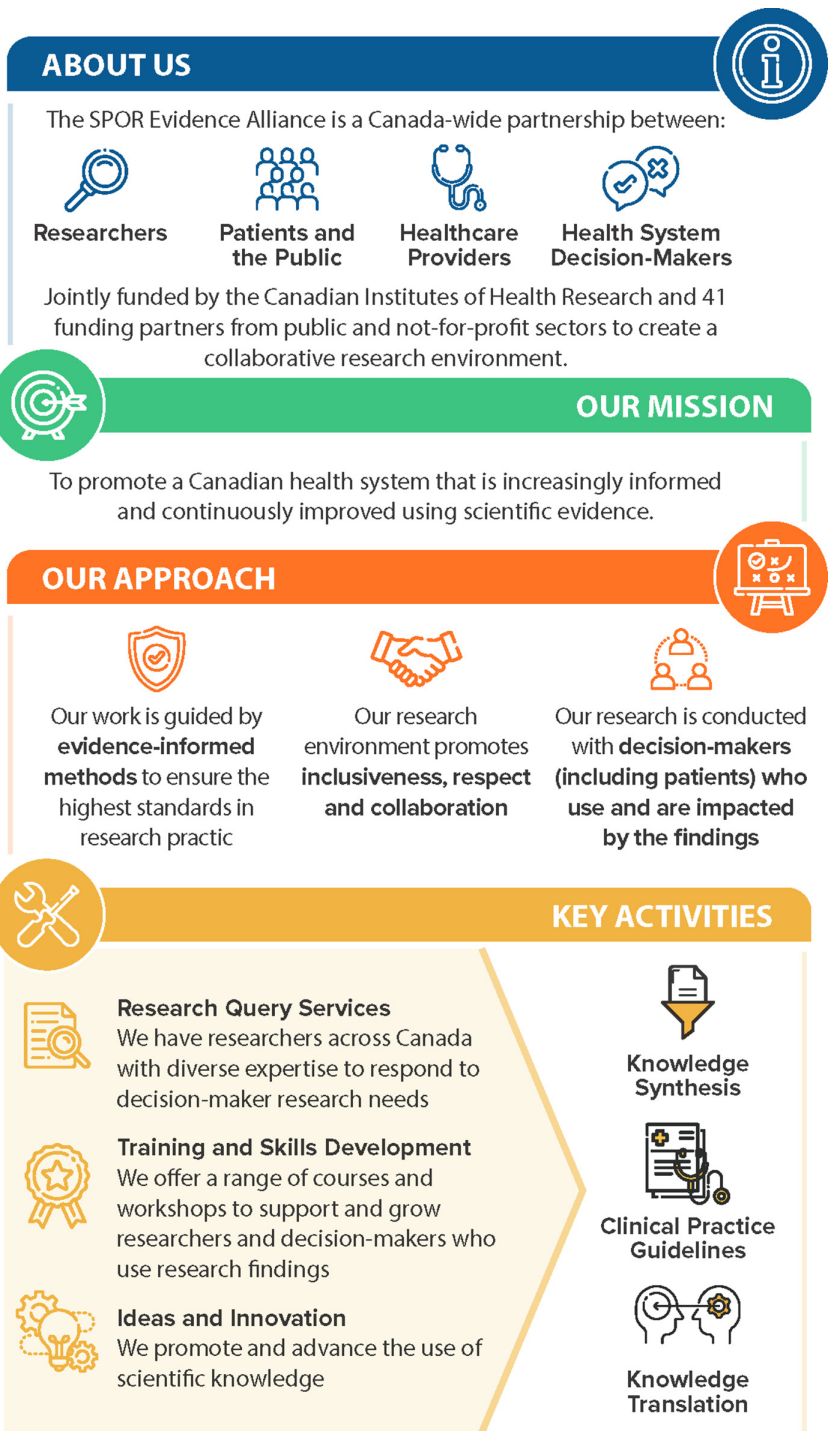 ABOUT US
The SPOR Evidence Alliance is a Canada-wide partnership between:
Researchers
Patients and
the Public
Healthcare
Providers
Health System
Decision-Makers
Jointly funded by the Canadian Institutes of Health Research and 41
funding partners from public and not-for-profit sectors to create a
collaborative research environment.
OUR MISSION
To promote a Canadian health system that is increasingly informed
and continuously improved using scientific evidence.
OUR APPROACH
Our work is guided by
evidence-informed
methods to ensure the
highest standards in
research practic
Our research
environment promotes
inclusiveness, respect
and collaboration
Our research is conducted
with decision-makers
(including patients) who
use and are impacted
by the findings
KEY ACTIVITIES
Research Query Services
We have researchers across Canada
with diverse expertise to respond to
decision-maker research needs
Training and Skills Development
We offer a range of courses and
workshops to support and grow
researchers and decision-makers who
use research findings
Ideas and Innovation
We promote and advance the use of
scientific knowledge
Knowledge
Synthesis
Clinical Practice
Guidelines
Knowledge
Translation